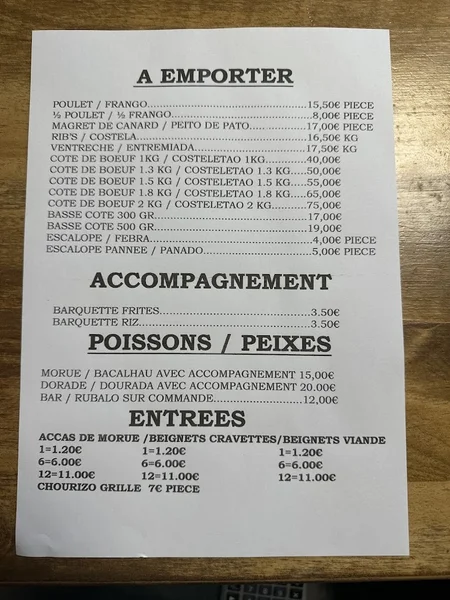 A EMPORTER
POULET / FRANGO...............................15,50€ PIECE
½ POULET / ½ FRANGO...........................8,00€ PIECE
MAGRET DE CANARD / PEITO DE PATO..............17,00€ PIECE
RIB'S / COSTELA...............................16,50€ KG
VENTRECHE / ENTREMIADA........................17,50€ KG
COTE DE BOEUF 1KG / COSTELETAO 1KG..........40,00€
COTE DE BOEUF 1.3 KG / COSTELETAO 1.3 KG.....50,00€
COTE DE BOEUF 1.5 KG / COSTELETAO 1.5 KG.....55,00€
COTE DE BOEUF 1.8 KG / COSTELETAO 1.8 KG.....65,00€
COTE DE BOEUF 2 KG / COSTELETAO 2 KG.........75,00€
BASSE COTE 300 GR.............................17,00€
BASSE COTE 500 GR.............................19,00€
ESCALOPE / FEBRA..............................4,00€ PIECE
ESCALOPE PANNEE / PANADO......................5,00€ PIECE
ACCOMPAGNEMENT
BARQUETTE FRITES..............................3.50€
BARQUETTE RIZ.................................3.50€
POISSONS / PEIXES
MORUE / BACALHAU AVEC ACCOMPAGNEMENT 15,00€
DORADE / DOURADA AVEC ACCOMPAGNEMENT 20.00€
BAR / RUBALO SUR COMMANDE................12,00€
ENTREES
ACCAS DE MORUE /BEIGNETS CRAVETTES/BEIGNETS VIANDE
1=1.20€ 1=1.20€ 1=1.20€
6=6.00€ 6=6.00€ 6=6.00€
12=11.00€ 12=11.00€ 12=11.00€
CHOURIZO GRILLE 7€ PIECE